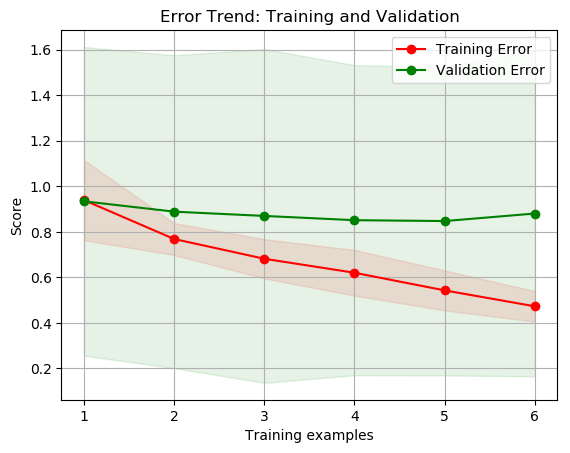 Error Trend: Training and Validation
Training Error
Validation Error
Score
1.6
1.4
1.2
1.0
0.8
0.6
0.4
0.2
1 2 3 4 5 6
Training examples